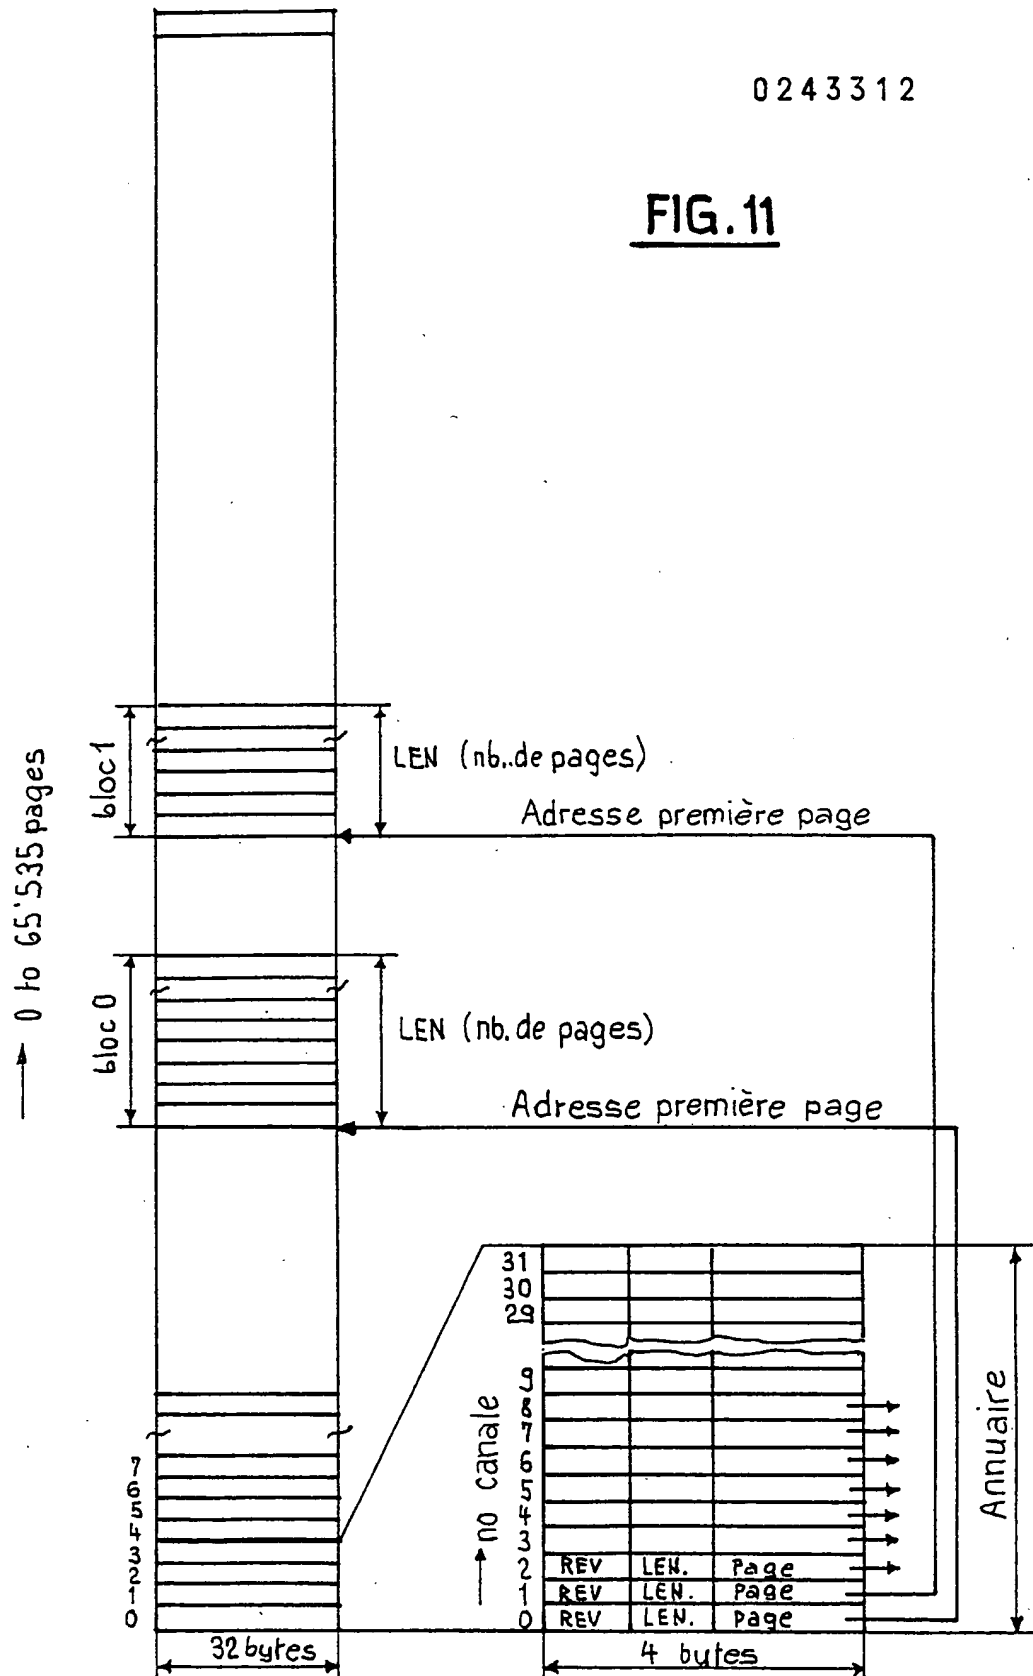 0243312
FIG.11
0 to 65'535 pages
bloc 1
LEN (nb. de pages)
Adresse première page
bloc 0
LEN (nb. de pages)
Adresse première page
7
6
5
4
3
2
1
0
32 bytes
no canale
31
30
29
9
8
7
6
5
4
3
2 REV LEN. Page
1 REV LEN. Page
0 REV LEN. Page
4 bytes
Annuaire